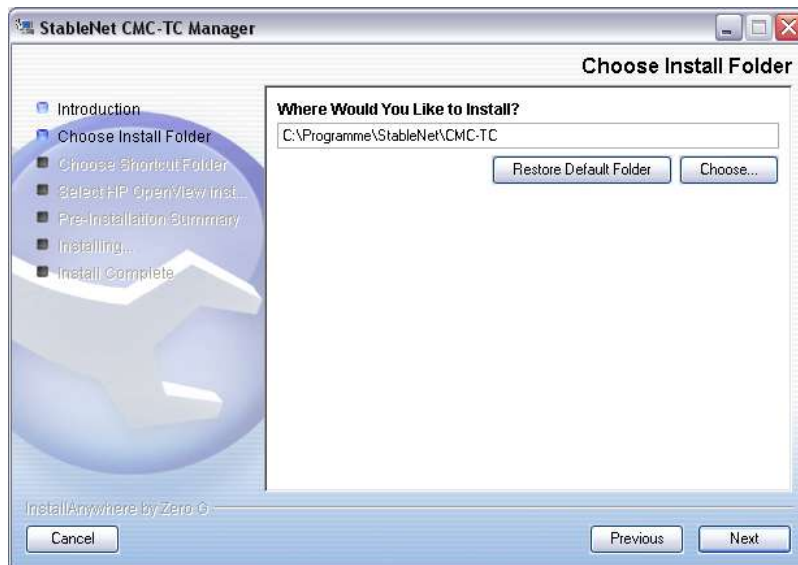 StableNet CMC-TC Manager
Choose Install Folder
Introduction
Choose Install Folder
Choose Shortcut Folder
Select HP OpenView Inst...
Pre-Installation Summary
Installing...
Install Complete
Where Would You Like to Install?
C:\Programme\StableNet\CMC-TC
Restore Default Folder
Choose...
InstallAnywhere by Zero G
Cancel
Previous
Next